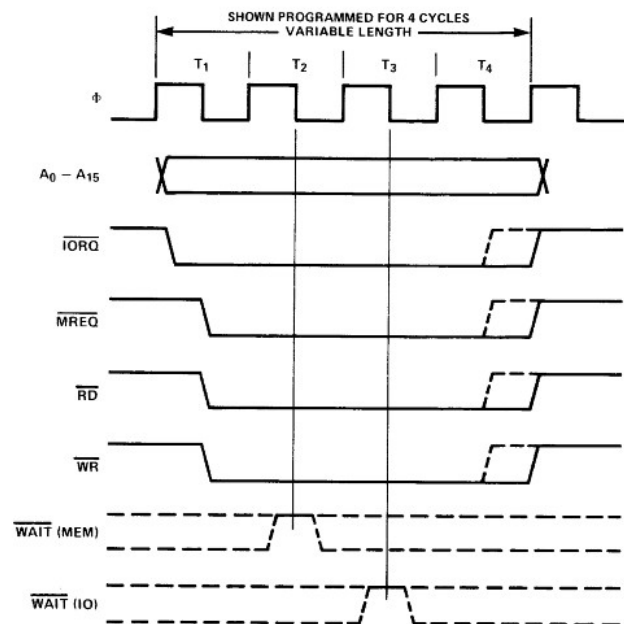 SHOWN PROGRAMMED FOR 4 CYCLES
VARIABLE LENGTH
T1 T2 T3 T4
Φ
A0 – A15
IORQ
MREQ
RD
WR
WAIT (MEM)
WAIT (IO)